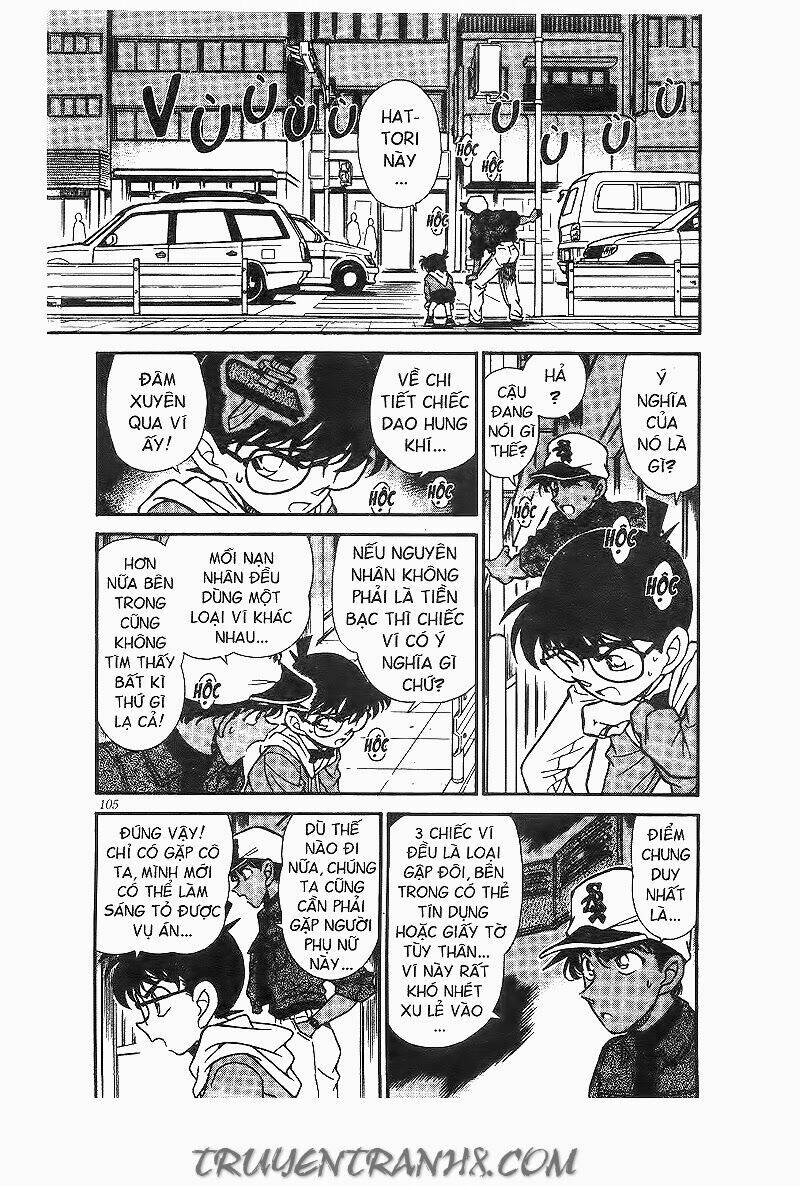 VÙÙÙÙÙ
HAT-
TORI
NÀY
...
HỘC
HỘC
HỘC
Ù Ù Ù Ù
Ý
NGHĨA
CỦA
NÓ LÀ
GÌ?
HẢ
?
CẬU
ĐANG
NÓI GÌ
THẾ?
HỘC
HỘC
HỘC
VỀ CHI
TIẾT CHIẾC
DAO HUNG
KHÍ...
ĐÂM
XUYÊN
QUA VÍ
ẤY!
HỘC
HỘC
NẾU NGUYÊN
NHÂN KHÔNG
PHẢI LÀ TIỀN
BẠC THÌ CHIẾC
VÍ CÓ Ý
NGHĨA GÌ
CHỨ?
MỖI NẠN
NHÂN ĐỀU
DÙNG MỘT
LOẠI VÍ KHÁC
NHAU...
HƠN
NỮA BÊN
TRONG
CŨNG
KHÔNG
TÌM THẤY
BẤT KÌ
THỨ GÌ
LẠ CẢ!
HỘC
HỘC
105
ĐIỂM
CHUNG
DUY
NHẤT
LÀ...
3 CHIẾC VÍ
ĐỀU LÀ LOẠI
GẬP ĐÔI, BÊN
TRONG CÓ THẺ
TÍN DỤNG
HOẶC GIẤY TỜ
TÙY THÂN...
VÍ NÀY RẤT
KHÓ NHÉT
XU LẺ VÀO
...
DÙ THẾ
NÀO ĐI
NỮA, CHÚNG
TA CŨNG
CẦN PHẢI
GẶP NGƯỜI
PHỤ NỮ
NÀY...
ĐÚNG VẬY!
CHỈ CÓ GẶP CÔ
TA, MÌNH MỚI
CÓ THỂ LÀM
SÁNG TỎ ĐƯỢC
VỤ ÁN...
TRUYENTRANH8.COM